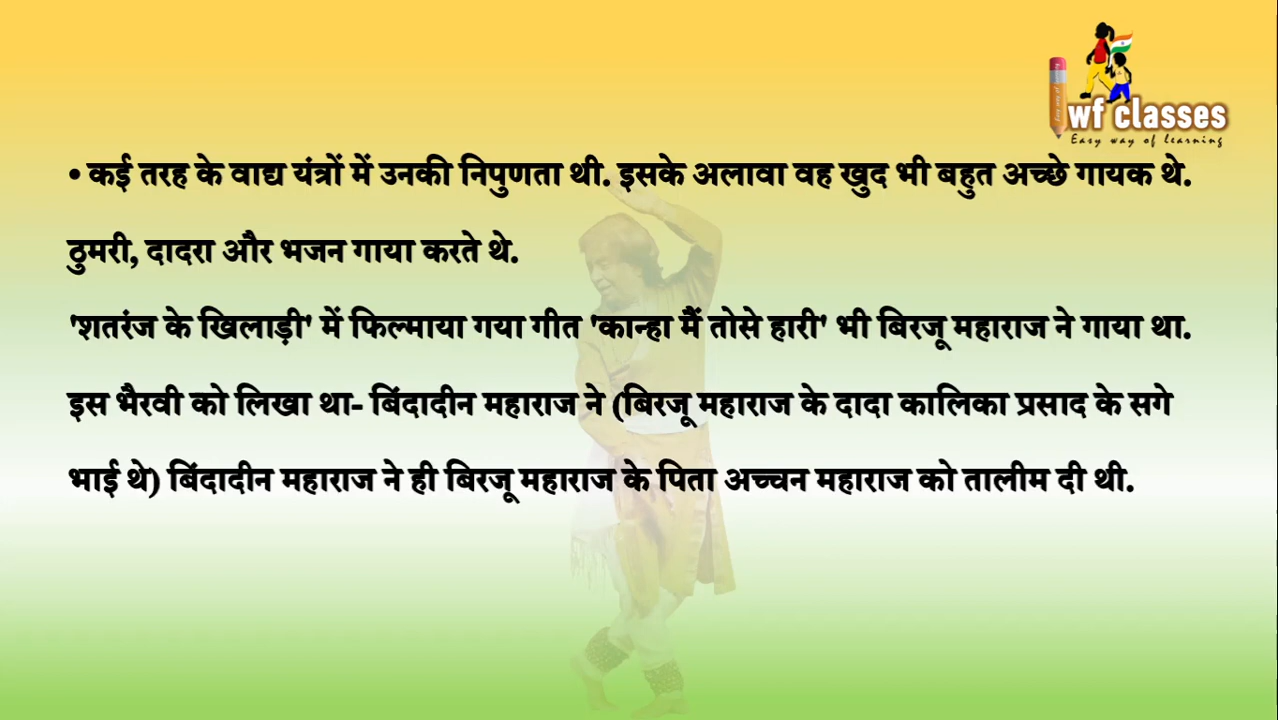 wf classes
Easy way of learning
• कई तरह के वाद्य यंत्रों में उनकी निपुणता थी. इसके अलावा वह खुद भी बहुत अच्छे गायक थे.
ठुमरी, दादरा और भजन गाया करते थे.
'शतरंज के खिलाड़ी' में फिल्माया गया गीत 'कान्हा मैं तोसे हारी' भी बिरजू महाराज ने गाया था.
इस भैरवी को लिखा था- बिंदादीन महाराज ने (बिरजू महाराज के दादा कालिका प्रसाद के सगे
भाई थे) बिंदादीन महाराज ने ही बिरजू महाराज के पिता अच्चन महाराज को तालीम दी थी.